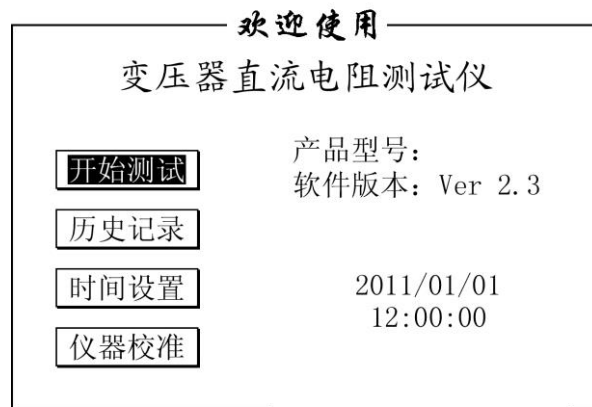 欢迎使用
变压器直流电阻测试仪
开始测试
历史记录
时间设置
仪器校准
产品型号：
软件版本：Ver 2.3
2011/01/01
12:00:00